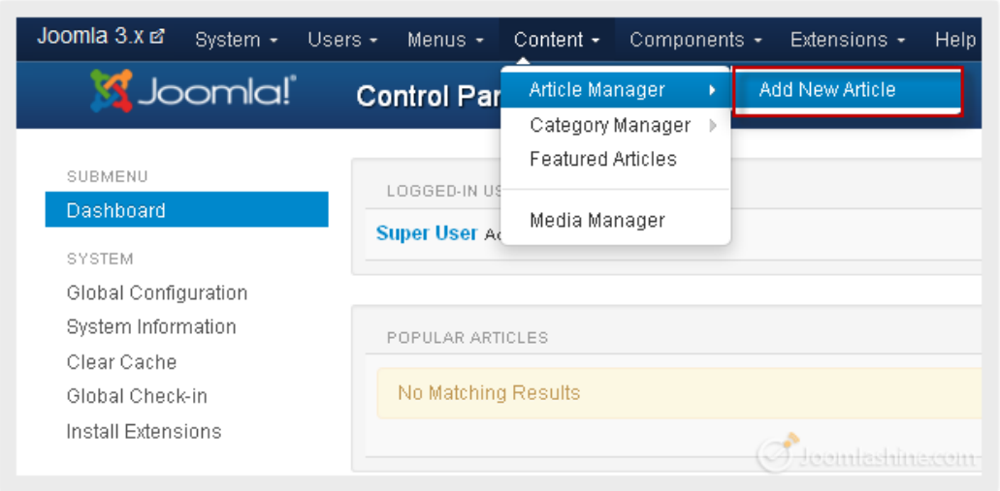 Joomla 3.x System Users Menus Content Components Extensions Help
Joomla!® Control Par
Article Manager Add New Article
Category Manager
Featured Articles
Media Manager
SUBMENU
Dashboard
SYSTEM
Global Configuration
System Information
Clear Cache
Global Check-in
Install Extensions
LOGGED-IN US
Super User Ad
POPULAR ARTICLES
No Matching Results
Joomlashine.com